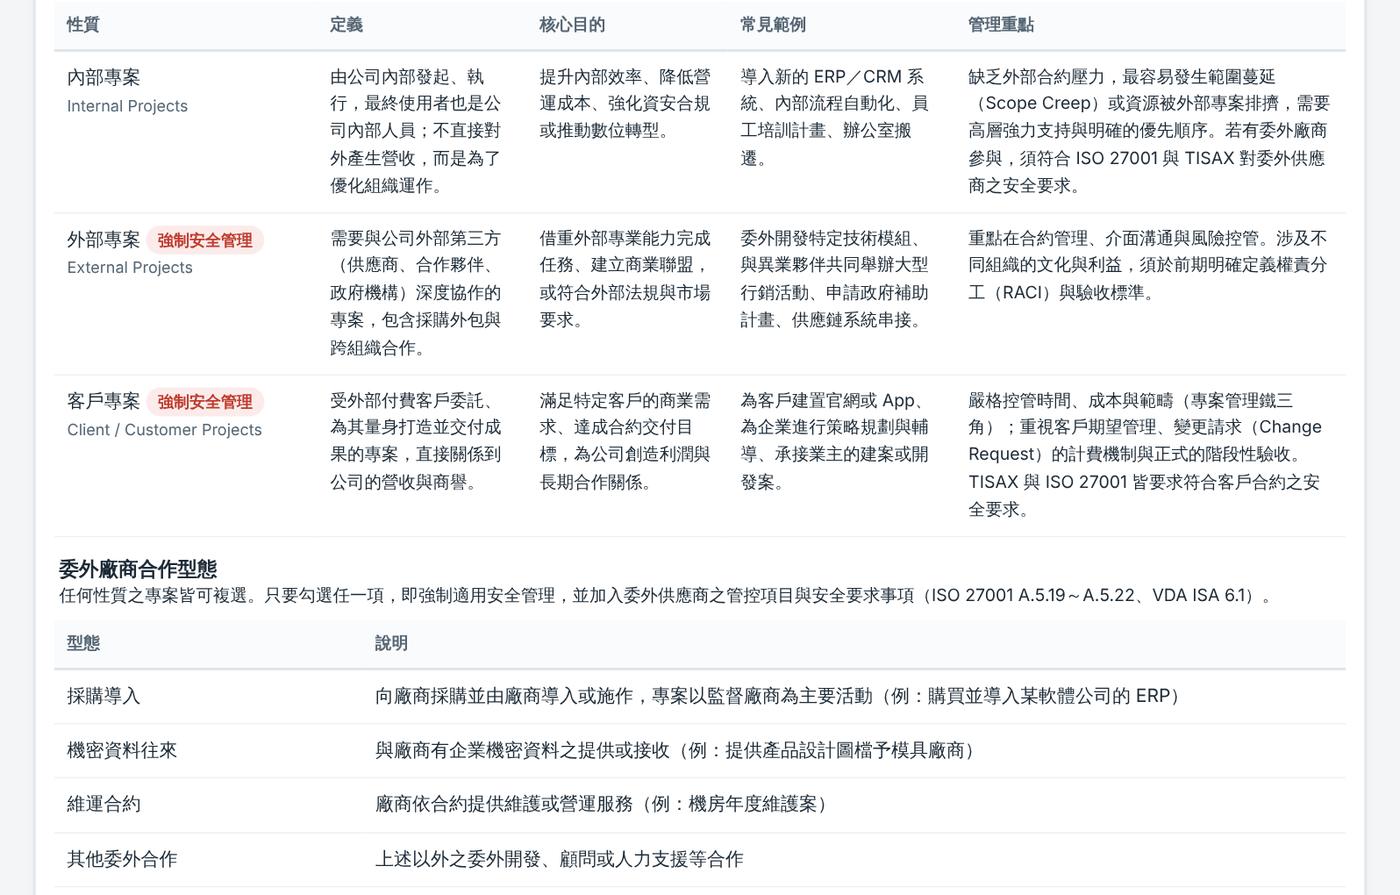 性質 定義 核心目的 常見範例 管理重點
內部專案
Internal Projects
由公司內部發起、執
行，最終使用者也是公
司內部人員；不直接對
外產生營收，而是為了
優化組織運作。
提升內部效率、降低營
運成本、強化資安合規
或推動數位轉型。
導入新的 ERP／CRM 系
統、內部流程自動化、員
工培訓計畫、辦公室搬
遷。
缺乏外部合約壓力，最容易發生範圍蔓延
（Scope Creep）或資源被外部專案排擠，需要
高層強力支持與明確的優先順序。若有委外廠商
參與，須符合 ISO 27001 與 TISAX 對委外供應
商之安全要求。
外部專案 強制安全管理
External Projects
需要與公司外部第三方
（供應商、合作夥伴、
政府機構）深度協作的
專案，包含採購外包與
跨組織合作。
借重外部專業能力完成
任務、建立商業聯盟，
或符合外部法規與市場
要求。
委外開發特定技術模組、
與異業夥伴共同舉辦大型
行銷活動、申請政府補助
計畫、供應鏈系統串接。
重點在合約管理、介面溝通與風險控管。涉及不
同組織的文化與利益，須於前期明確定義權責分
工（RACI）與驗收標準。
客戶專案 強制安全管理
Client / Customer Projects
受外部付費客戶委託、
為其量身打造並交付成
果的專案，直接關係到
公司的營收與商譽。
滿足特定客戶的商業需
求、達成合約交付目
標，為公司創造利潤與
長期合作關係。
為客戶建置官網或 App、
為企業進行策略規劃與輔
導、承接業主的建案或開
發案。
嚴格控管時間、成本與範疇（專案管理鐵三
角）；重視客戶期望管理、變更請求（Change
Request）的計費機制與正式的階段性驗收。
TISAX 與 ISO 27001 皆要求符合客戶合約之安
全要求。
委外廠商合作型態
任何性質之專案皆可複選。只要勾選任一項，即強制適用安全管理，並加入委外供應商之管控項目與安全要求事項（ISO 27001 A.5.19～A.5.22、VDA ISA 6.1）。
型態 說明
採購導入 向廠商採購並由廠商導入或施作，專案以監督廠商為主要活動（例：購買並導入某軟體公司的 ERP）
機密資料往來 與廠商有企業機密資料之提供或接收（例：提供產品設計圖檔予模具廠商）
維運合約 廠商依合約提供維護或營運服務（例：機房年度維護案）
其他委外合作 上述以外之委外開發、顧問或人力支援等合作